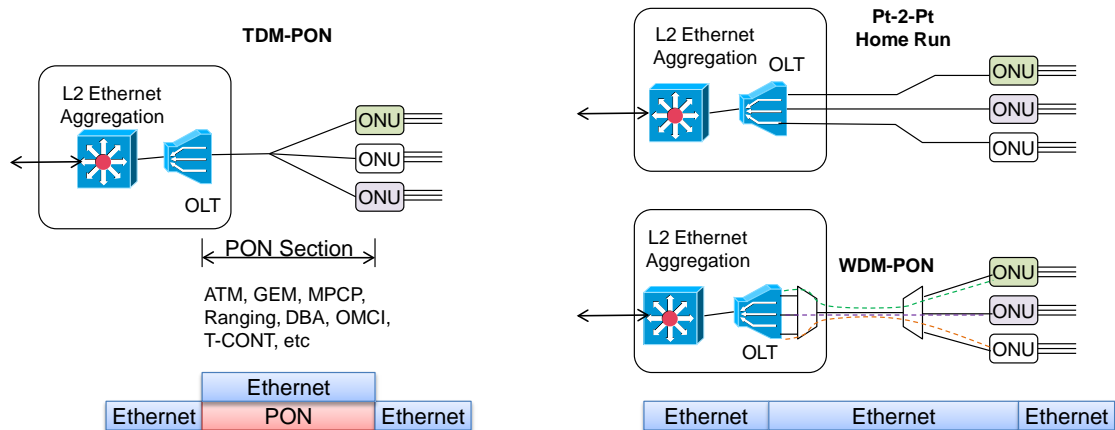 TDM-PON
L2 Ethernet
Aggregation
OLT
ONU
ONU
ONU
PON Section
ATM, GEM, MPCP,
Ranging, DBA, OMCI,
T-CONT, etc
Ethernet
Ethernet
PON
Ethernet
Pt-2-Pt
Home Run
L2 Ethernet
Aggregation
OLT
ONU
ONU
ONU
L2 Ethernet
Aggregation
WDM-PON
OLT
ONU
ONU
ONU
Ethernet
Ethernet
Ethernet